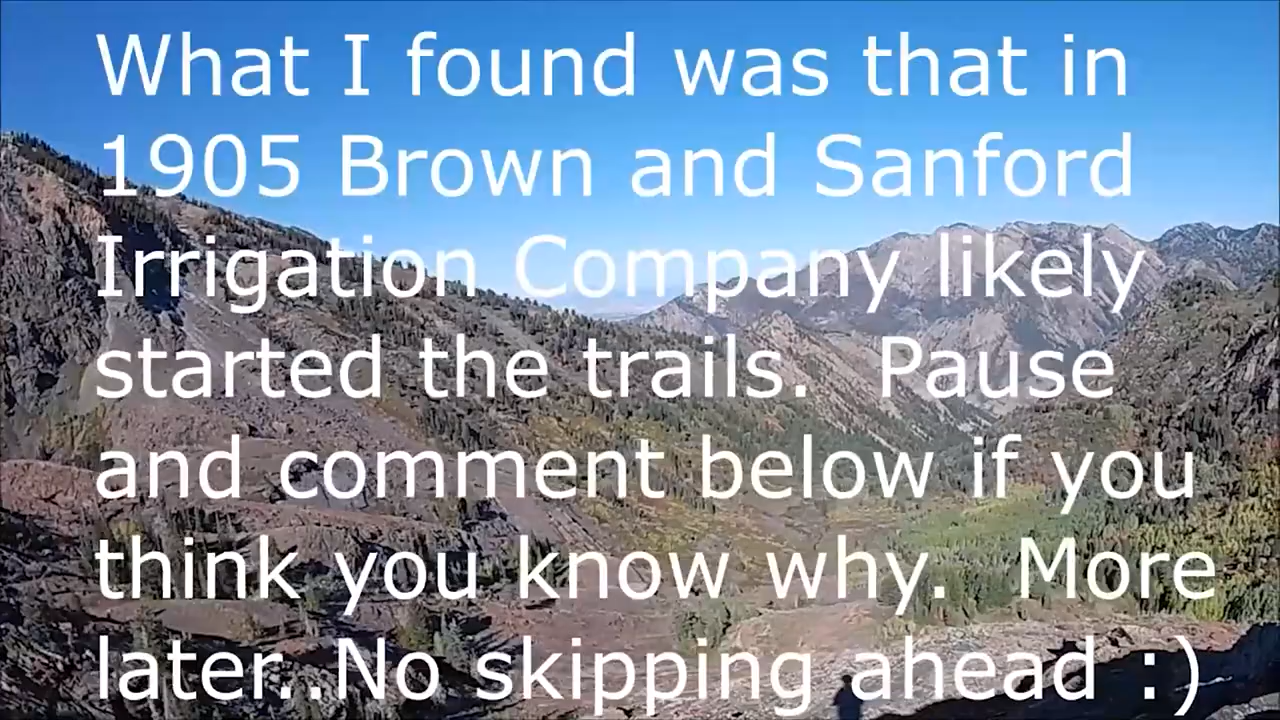 What I found was that in
1905 Brown and Sanford
Irrigation Company likely
started the trails.  Pause
and comment below if you
think you know why.  More
later..No skipping ahead :)